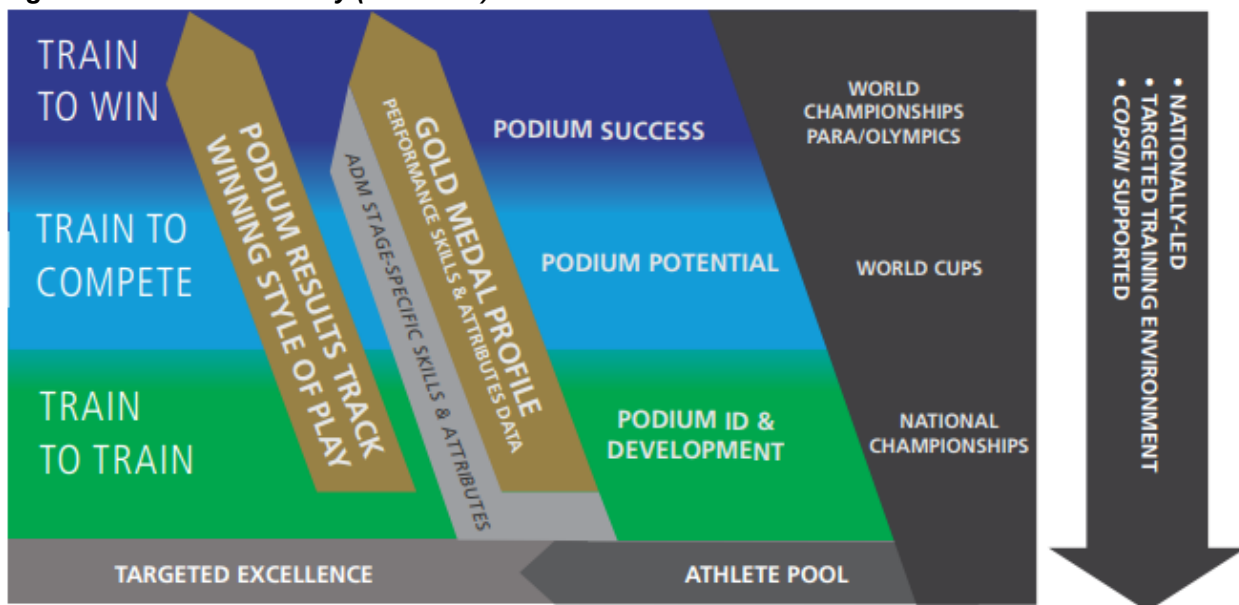 TRAIN
TO WIN
TRAIN TO
COMPETE
TRAIN
TO TRAIN
PODIUM RESULTS TRACK
WINNING STYLE OF PLAY
ADM STAGE-SPECIFIC SKILLS & ATTRIBUTES
GOLD MEDAL PROFILE
PERFORMANCE SKILLS & ATTRIBUTES DATA
PODIUM SUCCESS
PODIUM POTENTIAL
PODIUM ID &
DEVELOPMENT
WORLD
CHAMPIONSHIPS
PARA/OLYMPICS
WORLD CUPS
NATIONAL
CHAMPIONSHIPS
• NATIONALLY-LED
• TARGETED TRAINING ENVIRONMENT
• COPSIN SUPPORTED
TARGETED EXCELLENCE
ATHLETE POOL